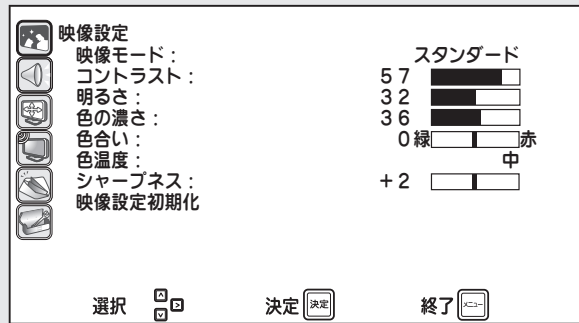 映像設定
映像モード： スタンダード
コントラスト： 57
明るさ： 32
色の濃さ： 36
色合い： 0 緑 赤
色温度： 中
シャープネス： +2
映像設定初期化
選択 決定 決定 終了 メニュー